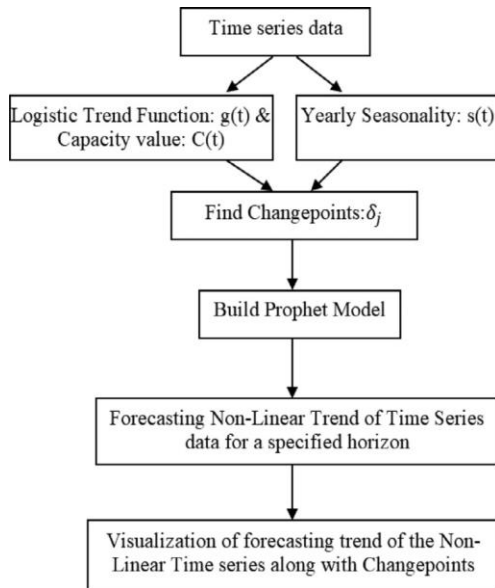 Time series data
Logistic Trend Function: g(t) &
Capacity value: C(t)
Yearly Seasonality: s(t)
Find Changepoints:δⱼ
Build Prophet Model
Forecasting Non-Linear Trend of Time Series
data for a specified horizon
Visualization of forecasting trend of the Non-
Linear Time series along with Changepoints